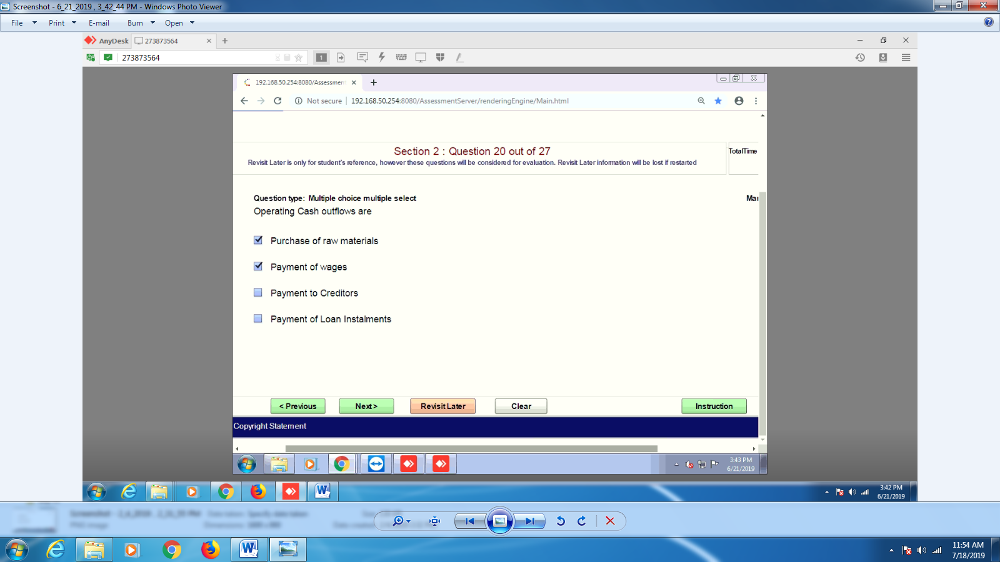 Screenshot - 6_21_2019 , 3_42_44 PM - Windows Photo Viewer
File Print E-mail Burn Open
AnyDesk 273873564
273873564 1
192.168.50.254:8080/Assessment
Not secure 192.168.50.254:8080/AssessmentServer/renderingEngine/Main.html
Section 2 : Question 20 out of 27
TotalTime
Revisit Later is only for student's reference, however these questions will be considered for evaluation. Revisit Later information will be lost if restarted
Question type: Multiple choice multiple select
Mar
Operating Cash outflows are
Purchase of raw materials
Payment of wages
Payment to Creditors
Payment of Loan Instalments
< Previous Next > Revisit Later Clear Instruction
Copyright Statement
3:43 PM
6/21/2019
3:42 PM
6/21/2019
11:54 AM
7/18/2019